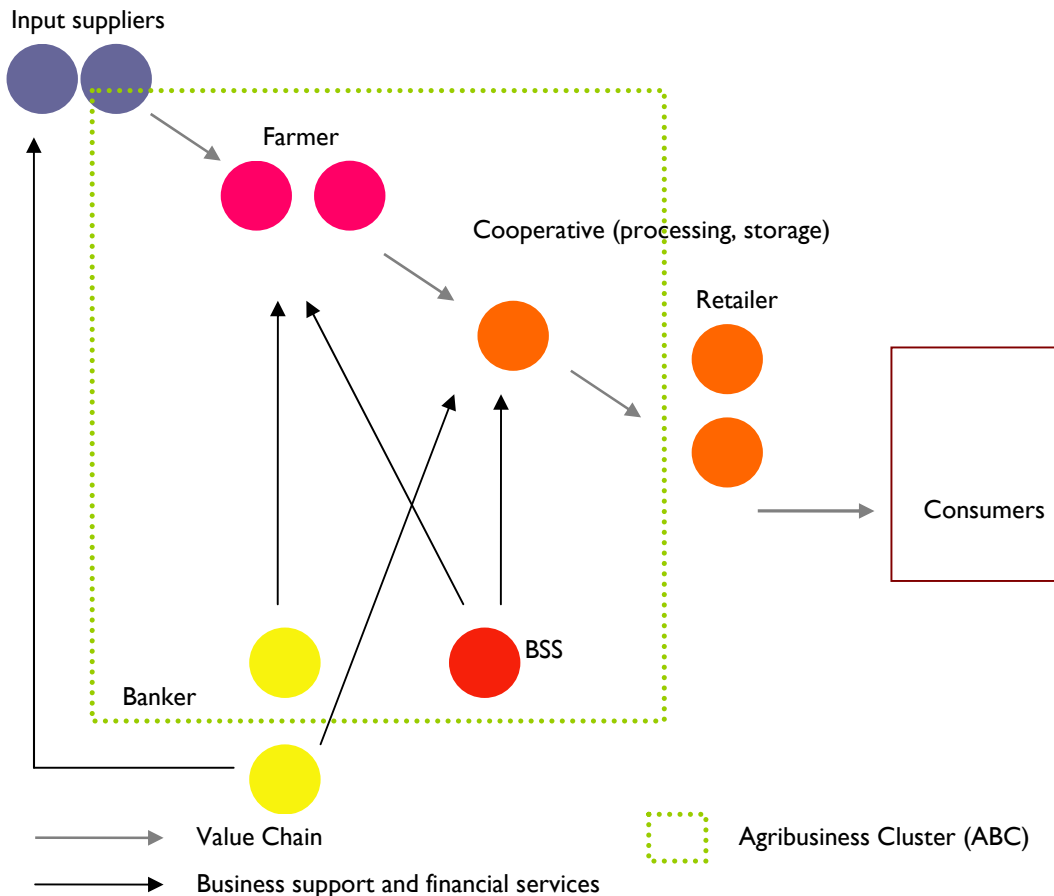 Input suppliers
Farmer
Cooperative (processing, storage)
Retailer
Consumers
BSS
Banker
Value Chain
Agribusiness Cluster (ABC)
Business support and financial services